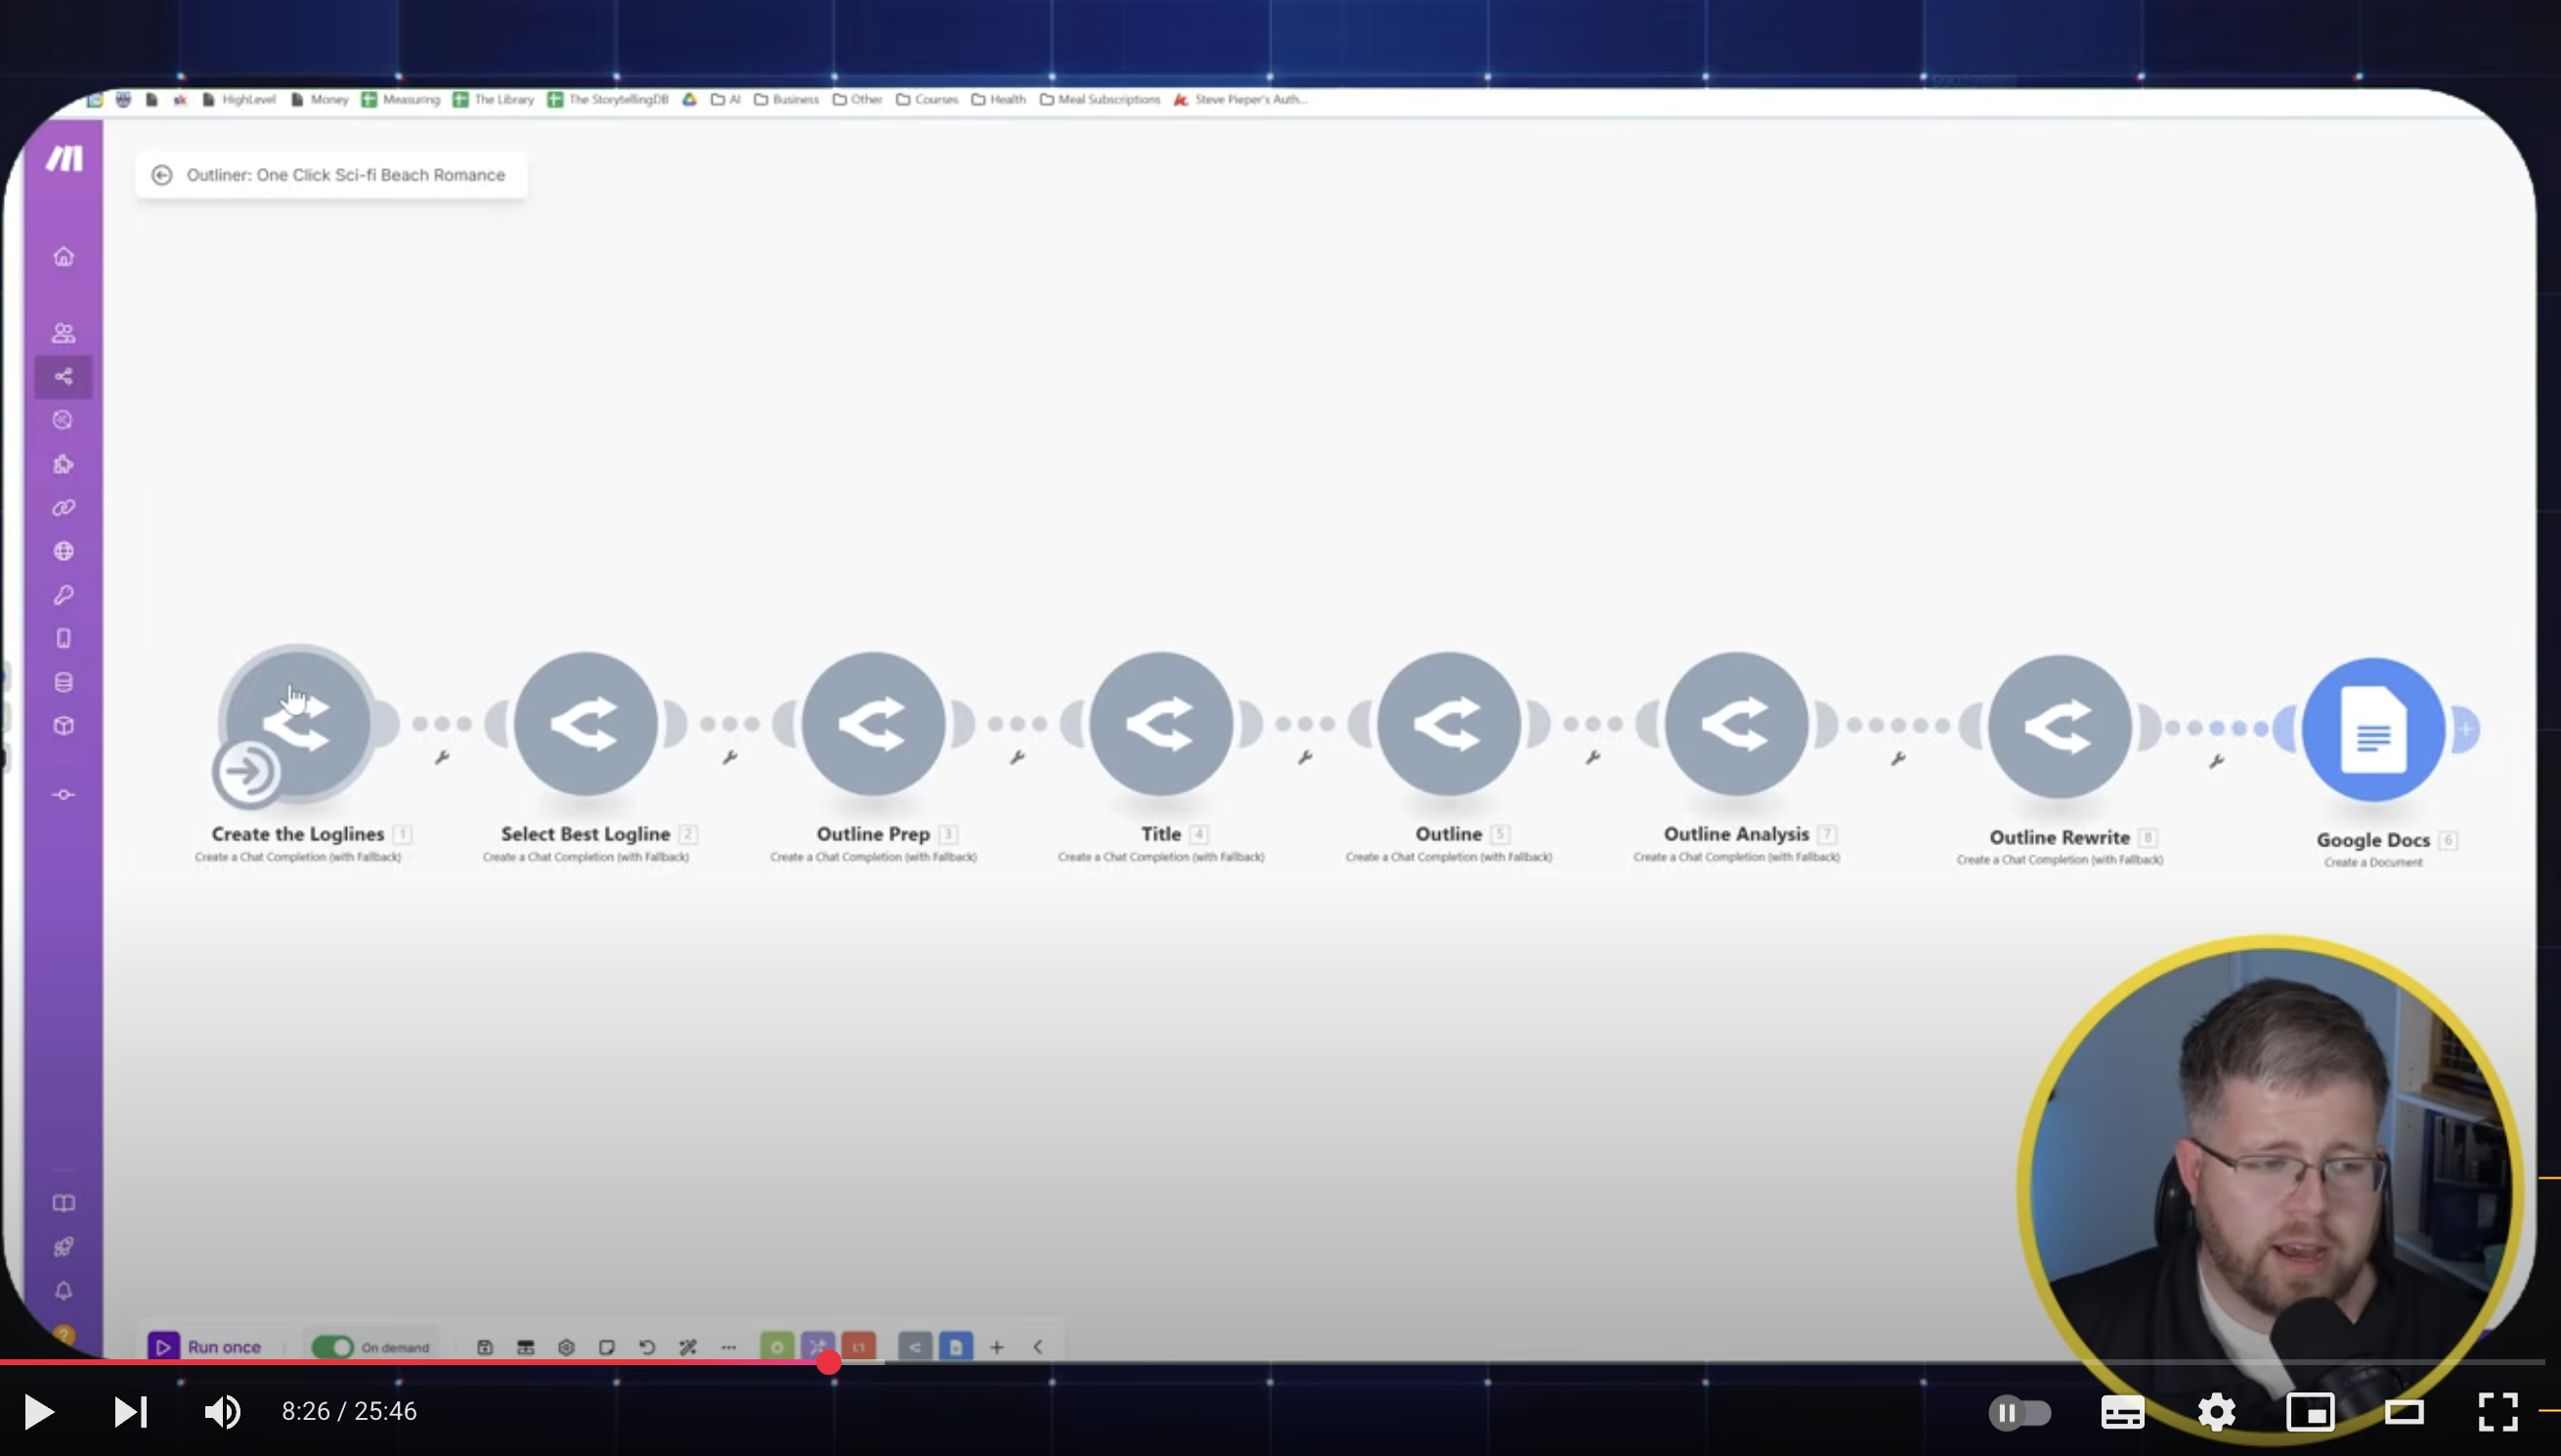 HighLevel Money Measuring The Library The StorytellingDB AI Business Other Courses Health Meal Subscriptions Steve Pieper's Auth...
Outliner: One Click Sci-fi Beach Romance
Create the Loglines 1
Create a Chat Completion (with Fallback)
Select Best Logline 2
Create a Chat Completion (with Fallback)
Outline Prep 3
Create a Chat Completion (with Fallback)
Title 4
Create a Chat Completion (with Fallback)
Outline 5
Create a Chat Completion (with Fallback)
Outline Analysis 7
Create a Chat Completion (with Fallback)
Outline Rewrite 8
Create a Chat Completion (with Fallback)
Google Docs 6
Create a Document
Run once On demand
8:26 / 25:46